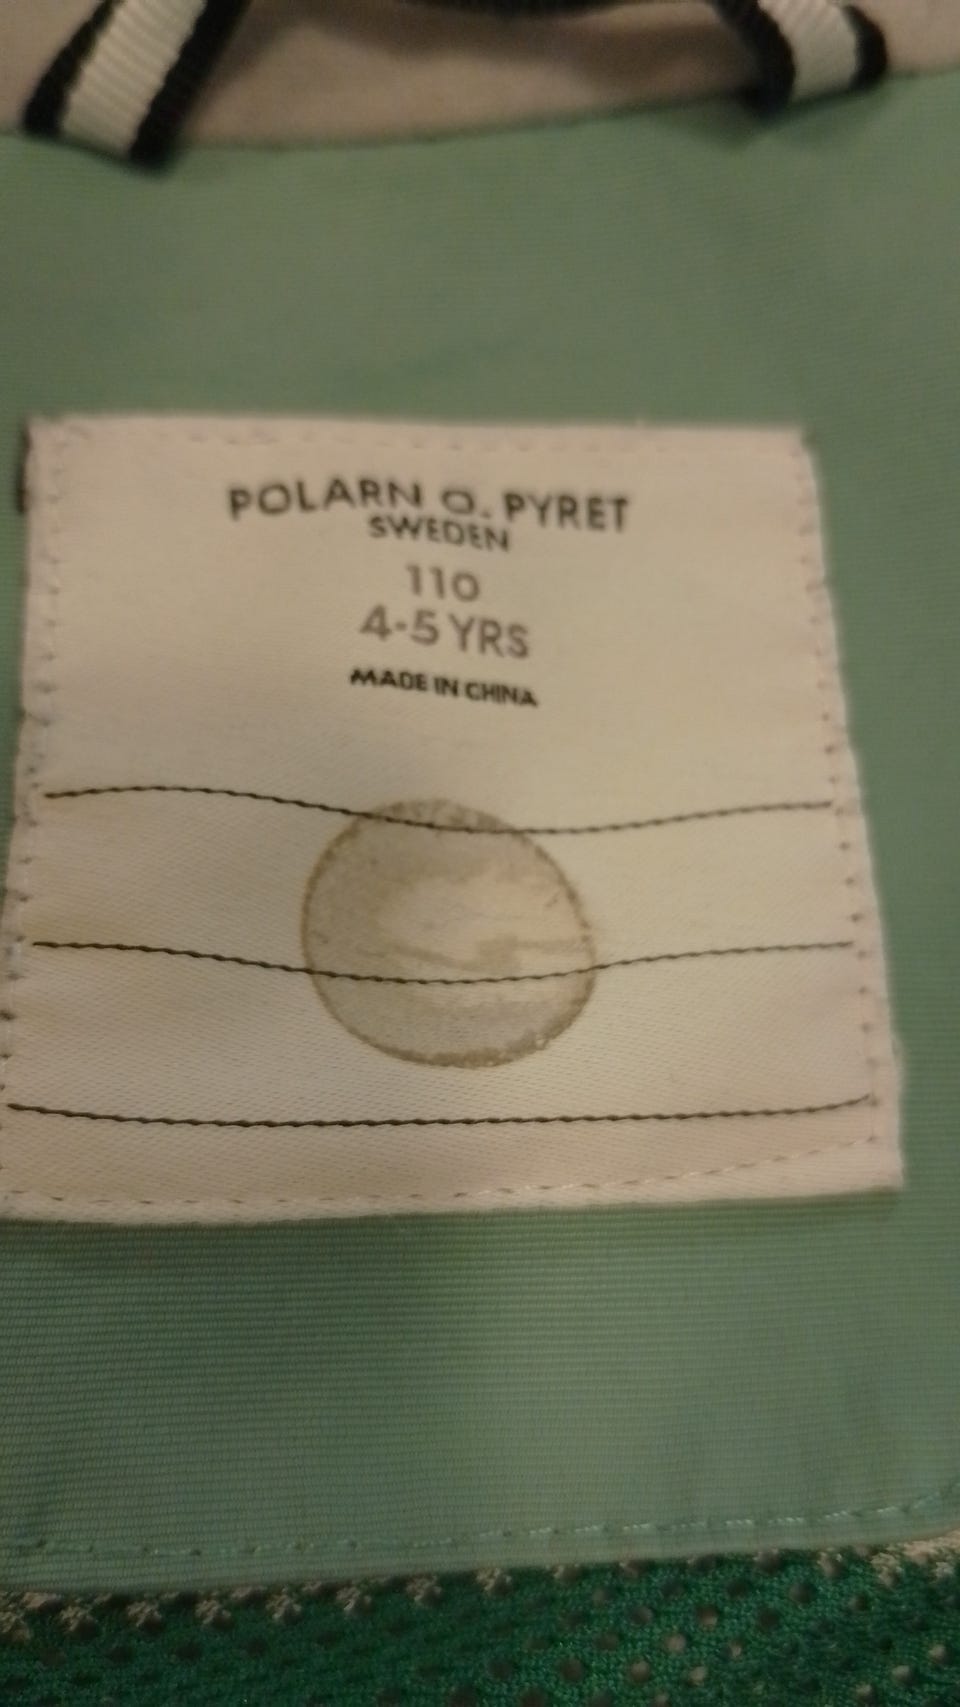 POLARN O. PYRET
SWEDEN
110
4-5 YRS
MADE IN CHINA